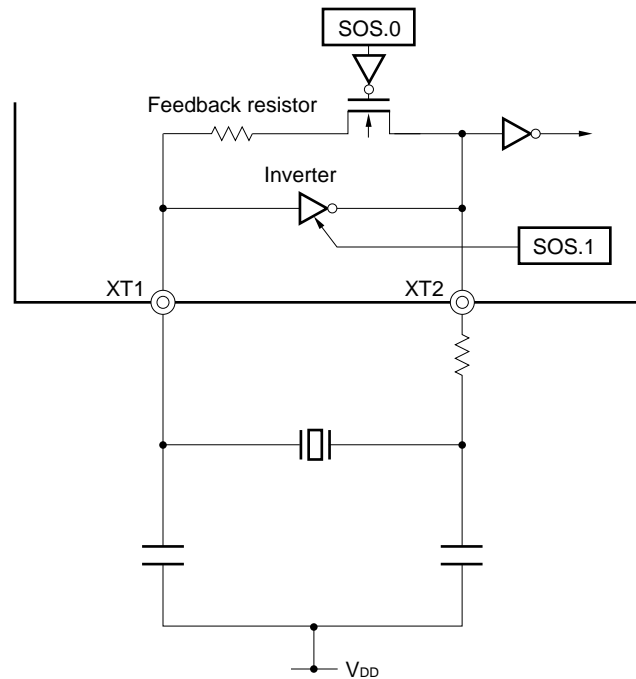 SOS.0
Feedback resistor
Inverter
SOS.1
XT1
XT2
VDD